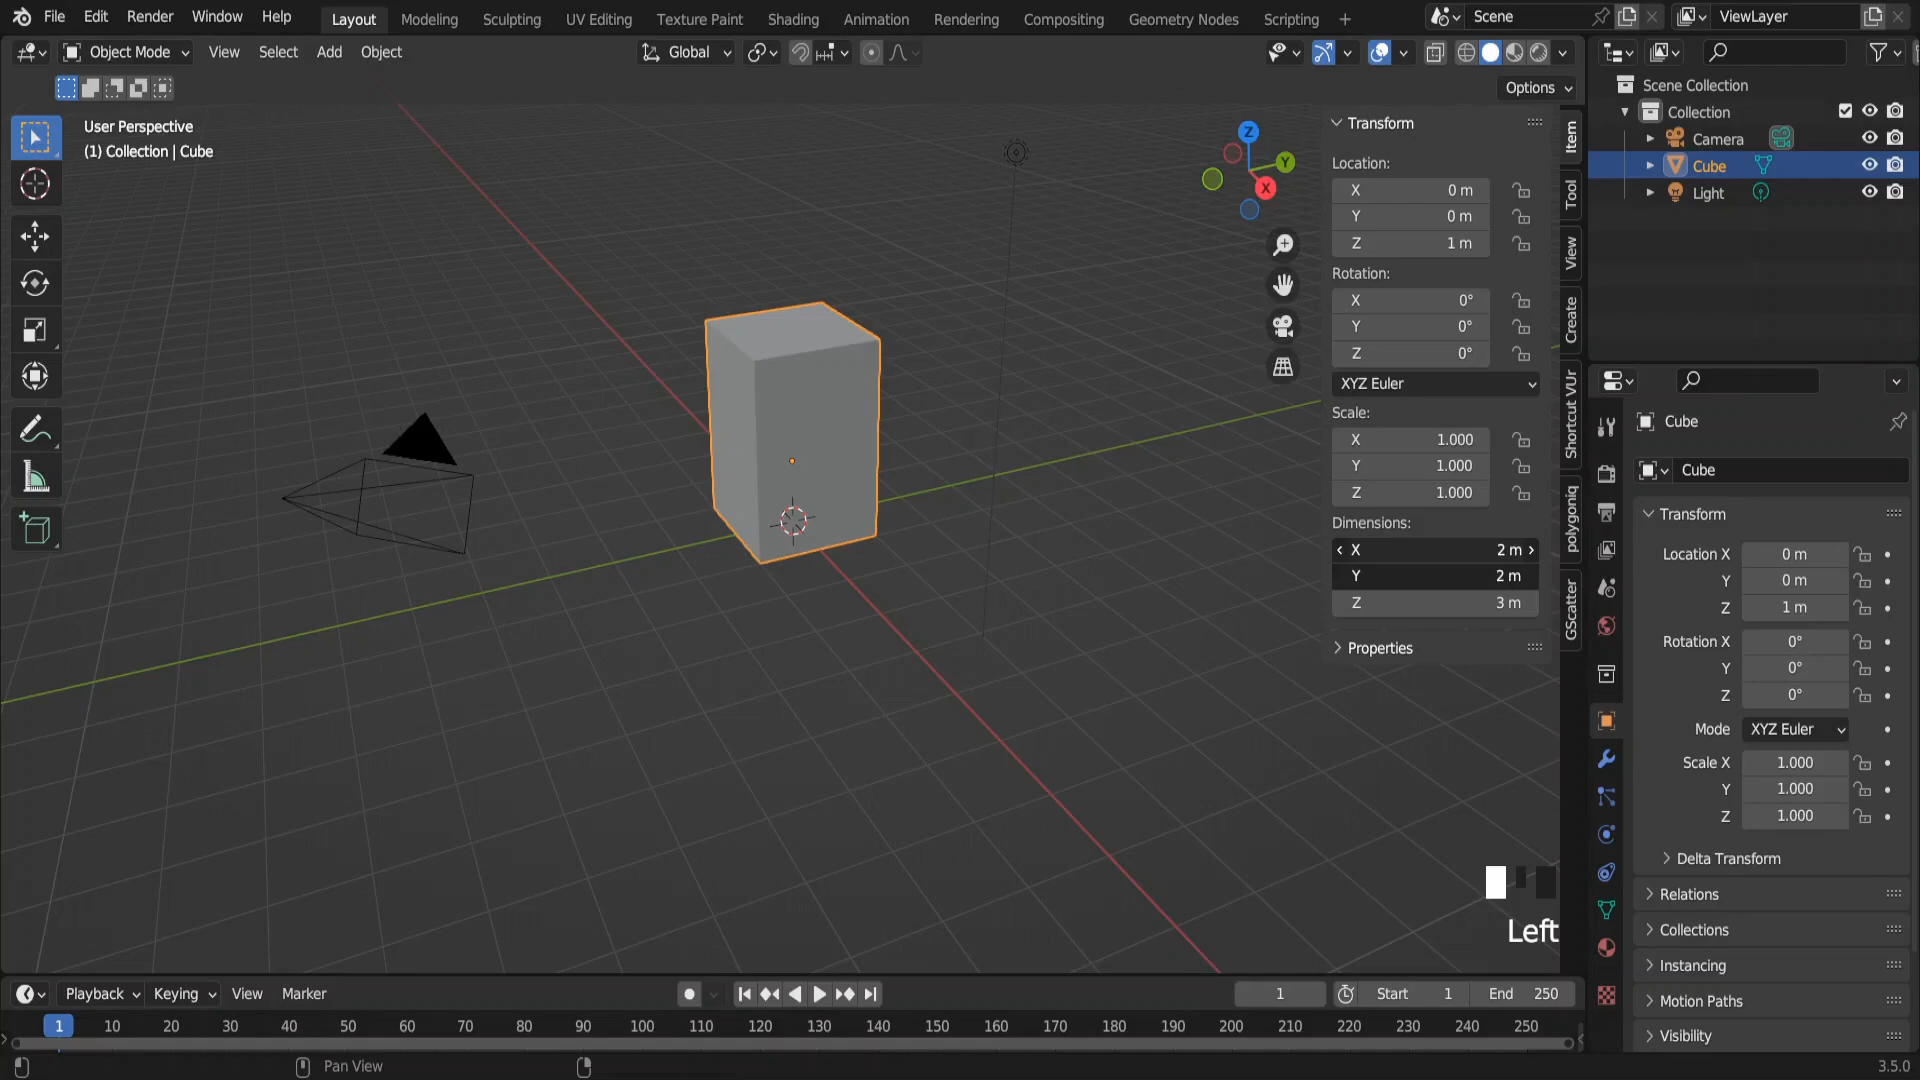 File Edit Render Window Help Layout Modeling Sculpting UV Editing Texture Paint Shading Animation Rendering Compositing Geometry Nodes Scripting + Scene ViewLayer
Object Mode View Select Add Object Global
Options
User Perspective
(1) Collection | Cube
Z
Y
X
Transform
Location:
X 0 m
Y 0 m
Z 1 m
Rotation:
X 0°
Y 0°
Z 0°
XYZ Euler
Scale:
X 1.000
Y 1.000
Z 1.000
Dimensions:
X 2 m
Y 2 m
Z 3 m
Properties
Item
Tool
View
Create
Shortcut VUr
polygoniq
GScatter
Left
Scene Collection
Collection
Camera
Cube
Light
Cube
Cube
Transform
Location X 0 m
Y 0 m
Z 1 m
Rotation X 0°
Y 0°
Z 0°
Mode XYZ Euler
Scale X 1.000
Y 1.000
Z 1.000
Delta Transform
Relations
Collections
Instancing
Motion Paths
Visibility
Playback Keying View Marker 1 Start 1 End 250
1 10 20 30 40 50 60 70 80 90 100 110 120 130 140 150 160 170 180 190 200 210 220 230 240 250
Pan View 3.5.0